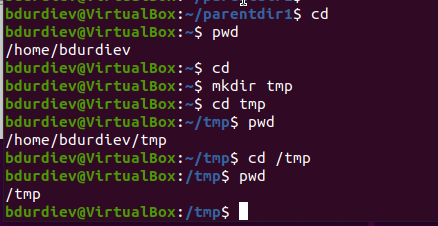 bdurdiev@VirtualBox:~/parentdir1$ cd
bdurdiev@VirtualBox:~$ pwd
/home/bdurdiev
bdurdiev@VirtualBox:~$ cd
bdurdiev@VirtualBox:~$ mkdir tmp
bdurdiev@VirtualBox:~$ cd tmp
bdurdiev@VirtualBox:~/tmp$ pwd
/home/bdurdiev/tmp
bdurdiev@VirtualBox:~/tmp$ cd /tmp
bdurdiev@VirtualBox:/tmp$ pwd
/tmp
bdurdiev@VirtualBox:/tmp$